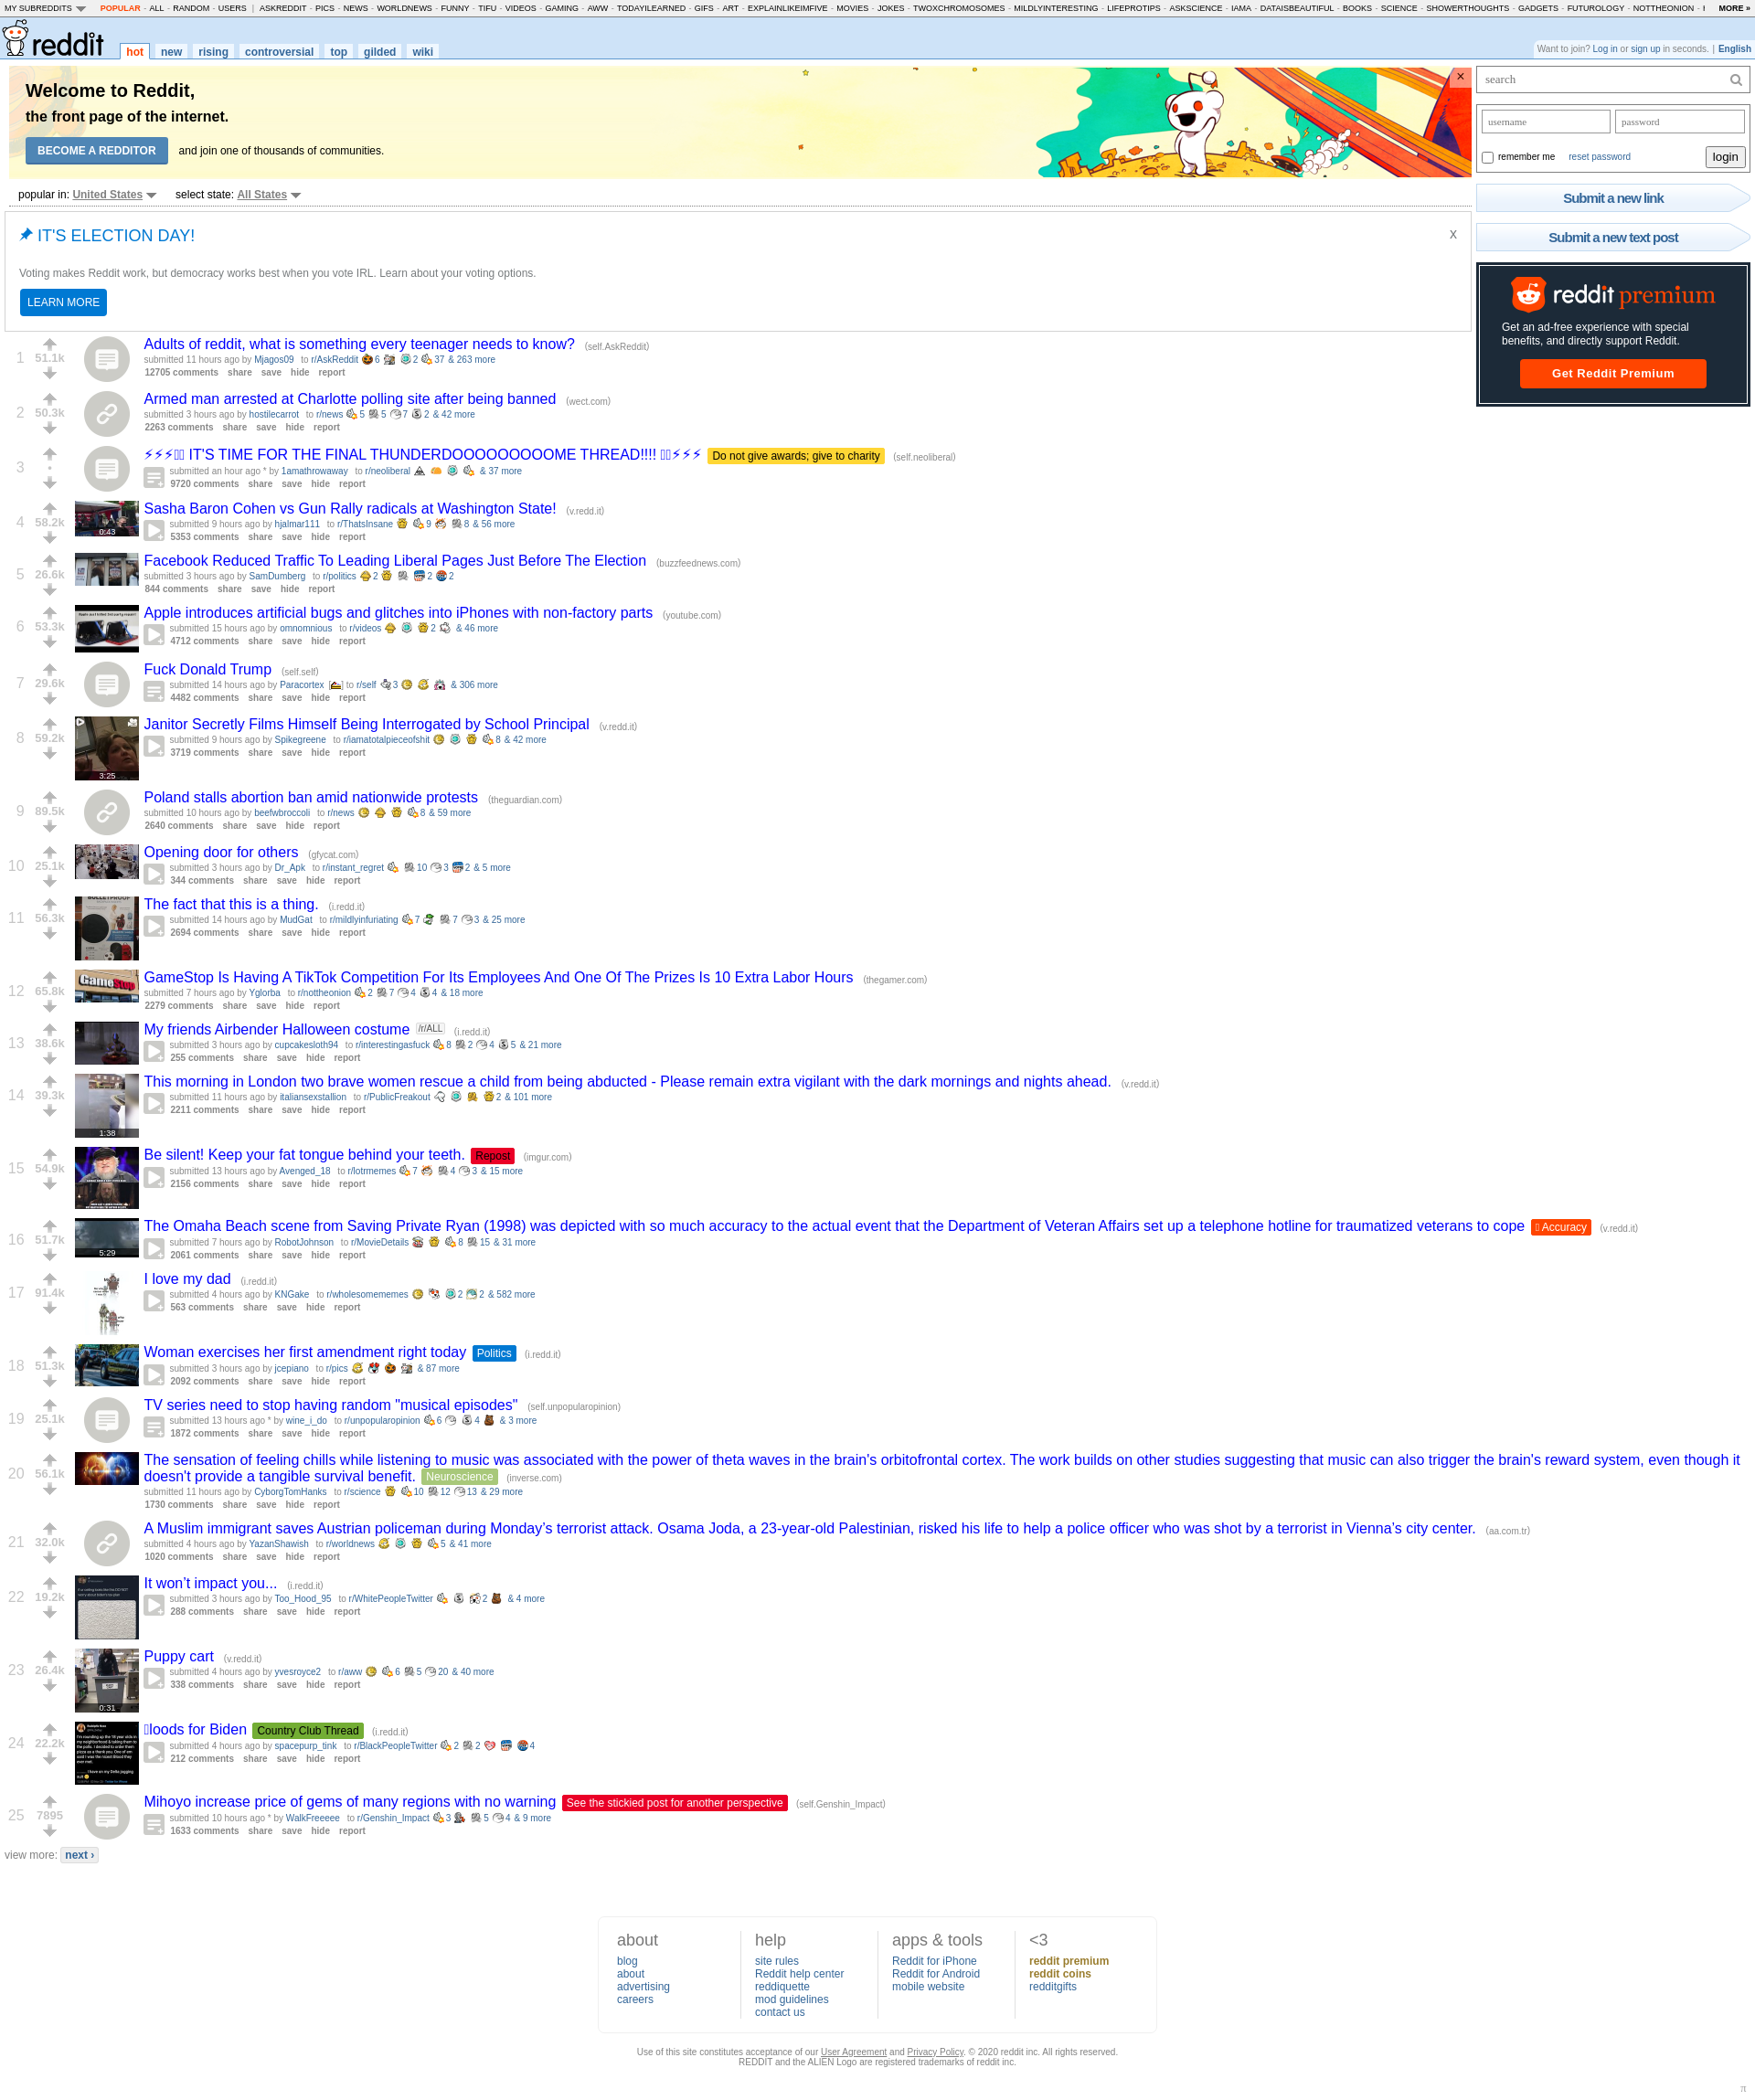 MY SUBREDDITS POPULAR - ALL - RANDOM - USERS | ASKREDDIT - PICS - NEWS - WORLDNEWS - FUNNY - TIFU - VIDEOS - GAMING - AWW - TODAYILEARNED - GIFS - ART - EXPLAINLIKEIMFIVE - MOVIES - JOKES - TWOXCHROMOSOMES - MILDLYINTERESTING - LIFEPROTIPS - ASKSCIENCE - IAMA - DATAISBEAUTIFUL - BOOKS - SCIENCE - SHOWERTHOUGHTS - GADGETS - FUTUROLOGY - NOTTHEONION - MORE »
reddit hot new rising controversial top gilded wiki
Want to join? Log in or sign up in seconds. | English
Welcome to Reddit,
the front page of the internet.
BECOME A REDDITOR and join one of thousands of communities.
×
search
username password
remember me reset password login
Submit a new link
Submit a new text post
reddit premium
Get an ad-free experience with special
benefits, and directly support Reddit.
Get Reddit Premium
popular in: United States select state: All States
IT'S ELECTION DAY! X
Voting makes Reddit work, but democracy works best when you vote IRL. Learn about your voting options.
LEARN MORE
1 51.1k Adults of reddit, what is something every teenager needs to know? (self.AskReddit)
submitted 11 hours ago by Mjagos09 to r/AskReddit 6 2 37 & 263 more
12705 comments share save hide report
2 50.3k Armed man arrested at Charlotte polling site after being banned (wect.com)
submitted 3 hours ago by hostilecarrot to r/news 5 5 7 2 & 42 more
2263 comments share save hide report
3 • ⚡⚡⚡ IT'S TIME FOR THE FINAL THUNDERDOOOOOOOOOME THREAD!!!! ⚡⚡⚡ Do not give awards; give to charity (self.neoliberal)
submitted an hour ago * by 1amathrowaway to r/neoliberal & 37 more
9720 comments share save hide report
4 58.2k 0:43 Sasha Baron Cohen vs Gun Rally radicals at Washington State! (v.redd.it)
submitted 9 hours ago by hjalmar111 to r/ThatsInsane 9 8 & 56 more
5353 comments share save hide report
5 26.6k Facebook Reduced Traffic To Leading Liberal Pages Just Before The Election (buzzfeednews.com)
submitted 3 hours ago by SamDumberg to r/politics 2 2 2
844 comments share save hide report
6 53.3k Apple introduces artificial bugs and glitches into iPhones with non-factory parts (youtube.com)
submitted 15 hours ago by omnomnious to r/videos 2 & 46 more
4712 comments share save hide report
7 29.6k Fuck Donald Trump (self.self)
submitted 14 hours ago by Paracortex [] to r/self 3 & 306 more
4482 comments share save hide report
8 59.2k 3:25 Janitor Secretly Films Himself Being Interrogated by School Principal (v.redd.it)
submitted 9 hours ago by Spikegreene to r/iamatotalpieceofshit 8 & 42 more
3719 comments share save hide report
9 89.5k Poland stalls abortion ban amid nationwide protests (theguardian.com)
submitted 10 hours ago by beefwbroccoli to r/news 8 & 59 more
2640 comments share save hide report
10 25.1k Opening door for others (gfycat.com)
submitted 3 hours ago by Dr_Apk to r/instant_regret 10 3 2 & 5 more
344 comments share save hide report
11 56.3k The fact that this is a thing. (i.redd.it)
submitted 14 hours ago by MudGat to r/mildlyinfuriating 7 7 3 & 25 more
2694 comments share save hide report
12 65.8k GameStop GameStop Is Having A TikTok Competition For Its Employees And One Of The Prizes Is 10 Extra Labor Hours (thegamer.com)
submitted 7 hours ago by Yglorba to r/nottheonion 2 7 4 4 & 18 more
2279 comments share save hide report
13 38.6k My friends Airbender Halloween costume /r/ALL (i.redd.it)
submitted 3 hours ago by cupcakesloth94 to r/interestingasfuck 8 2 4 5 & 21 more
255 comments share save hide report
14 39.3k 1:38 This morning in London two brave women rescue a child from being abducted - Please remain extra vigilant with the dark mornings and nights ahead. (v.redd.it)
submitted 11 hours ago by italiansexstallion to r/PublicFreakout 2 & 101 more
2211 comments share save hide report
15 54.9k Be silent! Keep your fat tongue behind your teeth. Repost (imgur.com)
submitted 13 hours ago by Avenged_18 to r/lotrmemes 7 4 3 & 15 more
2156 comments share save hide report
16 51.7k 5:29 The Omaha Beach scene from Saving Private Ryan (1998) was depicted with so much accuracy to the actual event that the Department of Veteran Affairs set up a telephone hotline for traumatized veterans to cope Accuracy (v.redd.it)
submitted 7 hours ago by RobotJohnson to r/MovieDetails 8 15 & 31 more
2061 comments share save hide report
17 91.4k I love my dad (i.redd.it)
submitted 4 hours ago by KNGake to r/wholesomememes 2 2 & 582 more
563 comments share save hide report
18 51.3k Woman exercises her first amendment right today Politics (i.redd.it)
submitted 3 hours ago by jcepiano to r/pics & 87 more
2092 comments share save hide report
19 25.1k TV series need to stop having random "musical episodes" (self.unpopularopinion)
submitted 13 hours ago * by wine_i_do to r/unpopularopinion 6 4 & 3 more
1872 comments share save hide report
20 56.1k The sensation of feeling chills while listening to music was associated with the power of theta waves in the brain's orbitofrontal cortex. The work builds on other studies suggesting that music can also trigger the brain's reward system, even though it
doesn't provide a tangible survival benefit. Neuroscience (inverse.com)
submitted 11 hours ago by CyborgTomHanks to r/science 10 12 13 & 29 more
1730 comments share save hide report
21 32.0k A Muslim immigrant saves Austrian policeman during Monday’s terrorist attack. Osama Joda, a 23-year-old Palestinian, risked his life to help a police officer who was shot by a terrorist in Vienna’s city center. (aa.com.tr)
submitted 4 hours ago by YazanShawish to r/worldnews 5 & 41 more
1020 comments share save hide report
22 19.2k It won’t impact you... (i.redd.it)
submitted 3 hours ago by Too_Hood_95 to r/WhitePeopleTwitter 2 & 4 more
288 comments share save hide report
23 26.4k 0:31 Puppy cart (v.redd.it)
submitted 4 hours ago by yvesroyce2 to r/aww 6 5 20 & 40 more
338 comments share save hide report
24 22.2k loods for Biden Country Club Thread (i.redd.it)
submitted 4 hours ago by spacepurp_tink to r/BlackPeopleTwitter 2 2 4
212 comments share save hide report
25 7895 Mihoyo increase price of gems of many regions with no warning See the stickied post for another perspective (self.Genshin_Impact)
submitted 10 hours ago * by WalkFreeeee to r/Genshin_Impact 3 5 4 & 9 more
1633 comments share save hide report
view more: next ›
about help apps & tools <3
blog site rules Reddit for iPhone reddit premium
about Reddit help center Reddit for Android reddit coins
advertising reddiquette mobile website redditgifts
careers mod guidelines
contact us
Use of this site constitutes acceptance of our User Agreement and Privacy Policy. © 2020 reddit inc. All rights reserved.
REDDIT and the ALIEN Logo are registered trademarks of reddit inc.
π